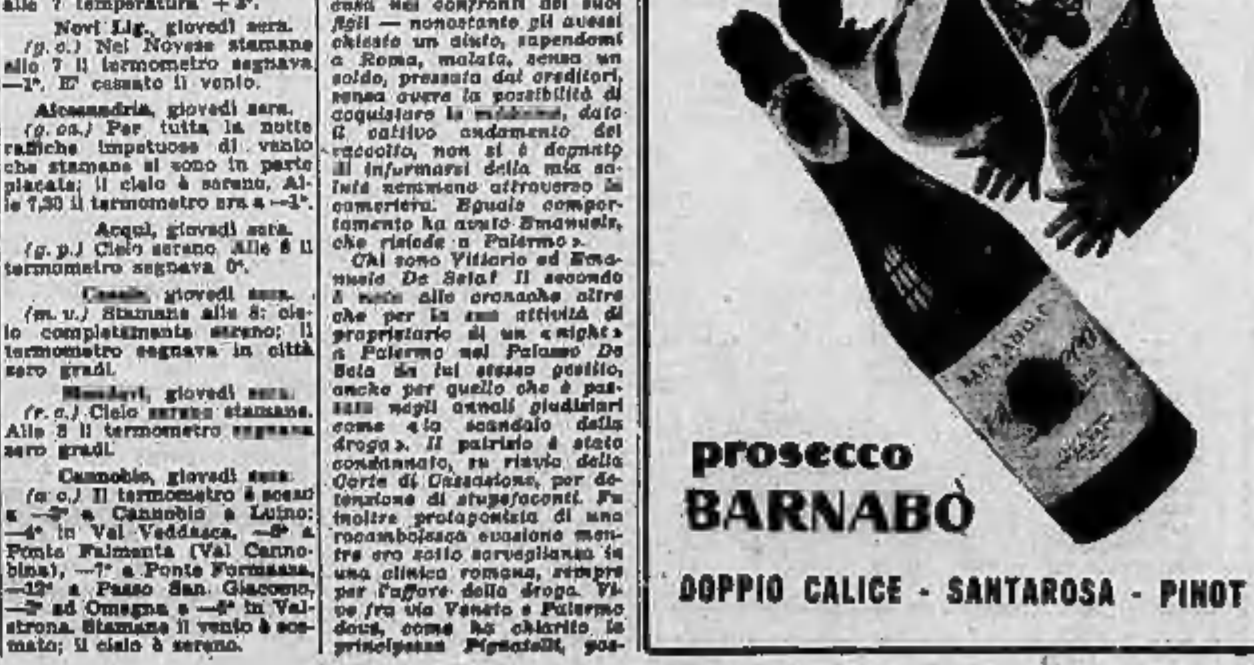 alle 7 temperatura + 3°.
Novi Lig., giovedì sera.
(g. c.) Nel Novese stamane
alle 7 il termometro segnava
—1°. E' cessato il vento.
Alessandria, giovedì sera.
(g. ca.) Per tutta la notte
raffiche impetuose di vento
che stamane si sono in parte
placate; il cielo è sereno. Al-
le 7,30 il termometro era a —1°.
Acqui, giovedì sera.
(g. p.) Cielo sereno Alle 8 il
termometro segnava 0°.
giovedì sera.
(m. v.) Stamane alle 8: cie-
lo completamente sereno; il
termometro segnava in città
zero gradi.
giovedì sera.
(r. c.) Cielo sereno stamane.
Alle 8 il termometro segnava
zero gradi.
Cannobio, giovedì sera.
Il termometro è sceso
a Cannobio e Luino;
—4° in Val Veddasca, a
Ponte Falmenta (Val Canno-
bina), —7° a Ponte
—12° a Passo San Giacomo,
ad Omegna e in Val-
strona. Stamane il vento è ces-
sato; il cielo è sereno.
casa nei confronti dei suoi
figli — nonostante gli avessi
chiesto un aiuto, sapendomi
a Roma, malata, senza un
soldo, pressata dai creditori,
senza avere la possibilità di
acquistare la dato
il cattivo andamento del
raccolto, non si è degnato
di informarsi della mia sa-
lute nemmeno attraverso la
cameriera. Eguale compor-
tamento ha avuto Emanuele,
che risiede a Palermo ».
Chi sono Vittorio ed Ema-
nuele De Seta? Il secondo
è noto alle cronache oltre
che per la sua attività di
proprietario di un « night »
a Palermo nel Palazzo De
Seta da lui stesso gestito,
anche per quello che è pas-
sato negli annali giudiziari
come « lo scandalo della
droga ». Il patrizio è stato
condannato, su rinvio della
Corte di Cassazione, per de-
tenzione di stupefacenti. Fu
inoltre protagonista di una
rocambolesca evasione men-
tre era sotto sorveglianza in
una clinica romana, sempre
per l'affare della droga. Vi-
ve fra via Veneto e Palermo
dove, come ha chiarito la
principessa Pignatelli, pos-
prosecco
BARNABÒ
DOPPIO CALICE - SANTAROSA - PINOT